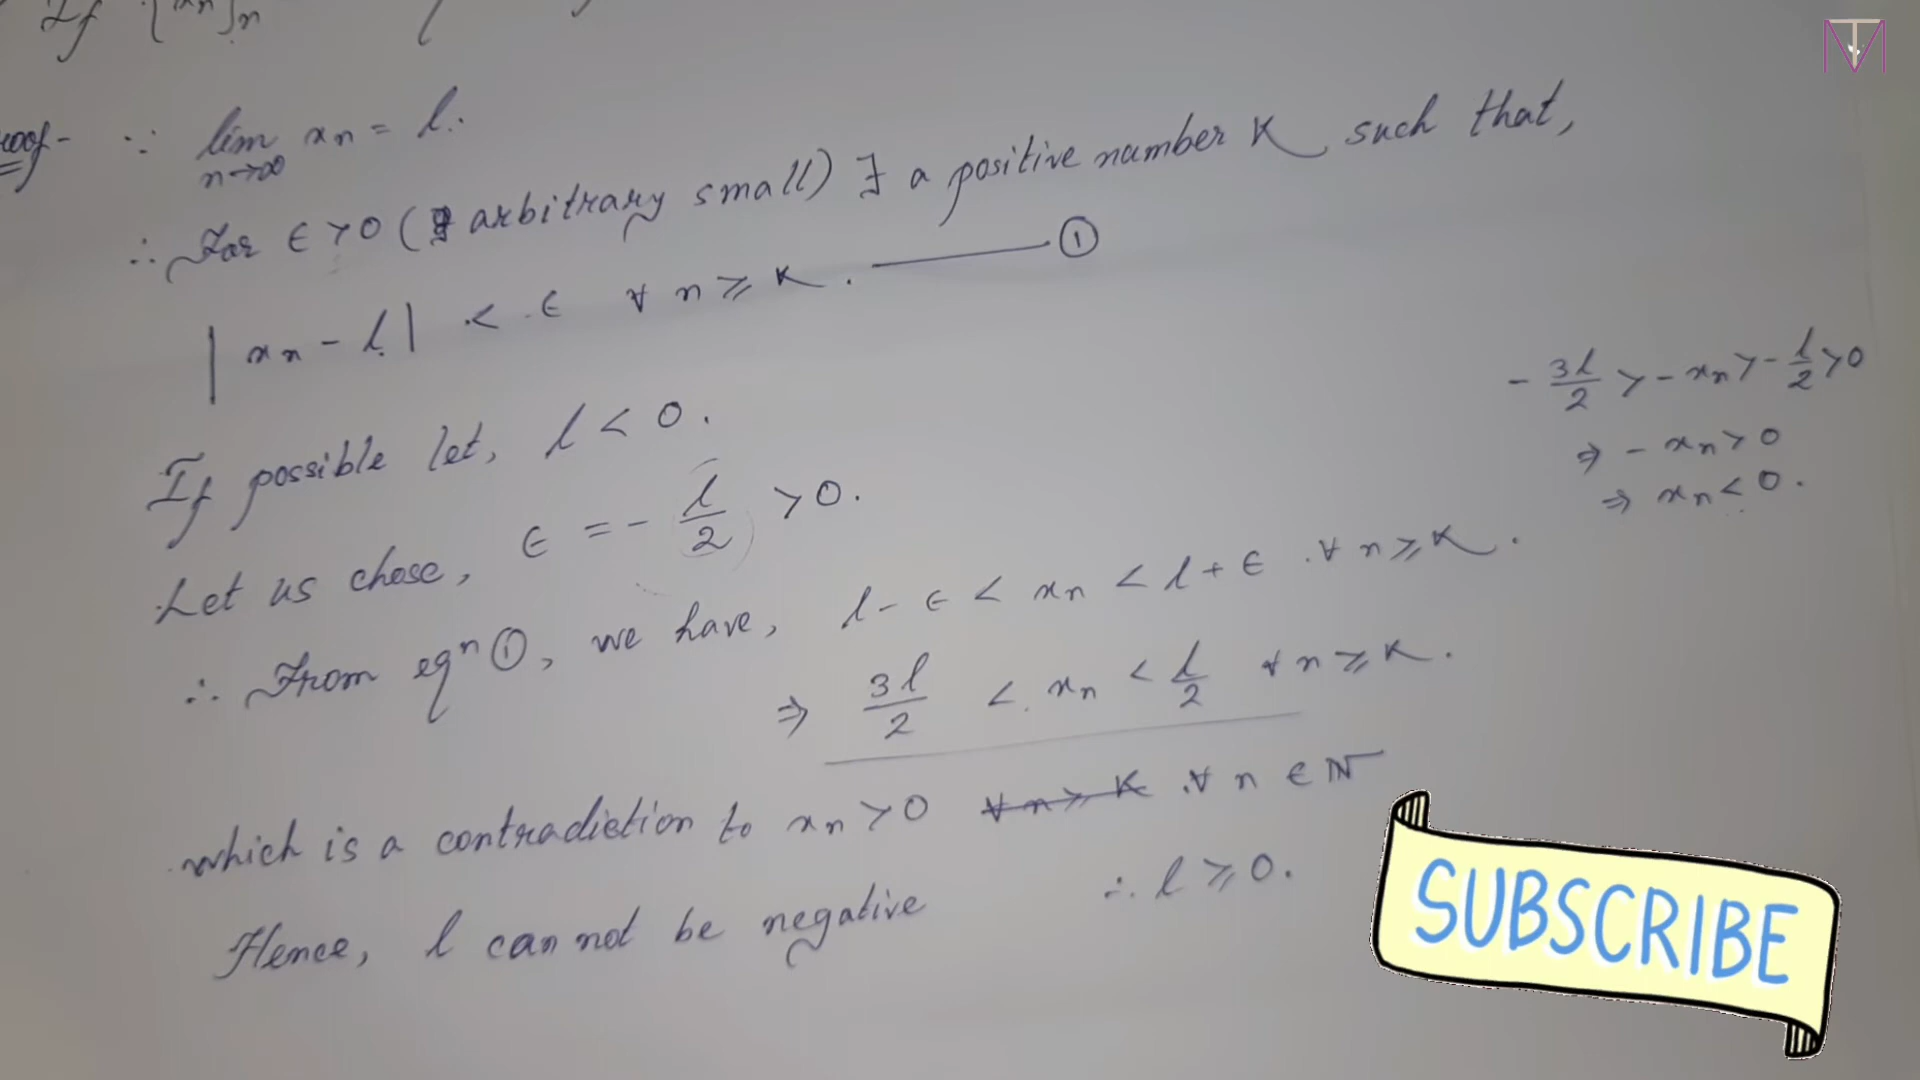 If {xn}n
Proof- ∵ lim n→∞ xn = l.
∴ For ϵ > 0 ( arbitrary small) ∃ a positive number K such that,
|xn - l| < ϵ ∀ n ≥ K. ——— ①
If possible let, l < 0.
Let us chose, ϵ = - l/2 > 0.
∴ From eqn ①, we have, l - ϵ < xn < l + ϵ ∀ n ≥ K.
⇒ 3l/2 < xn < l/2 ∀ n ≥ K.
which is a contradiction to xn > 0 ∀ n ≥ K ∀ n ∈ N
Hence, l can not be negative ∴ l ≥ 0.
- 3l/2 > - xn > - l/2 > 0
⇒ - xn > 0
⇒ xn < 0.
SUBSCRIBE